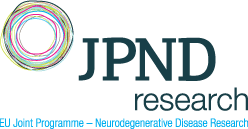 JPND
research
EU Joint Programme – Neurodegenerative Disease Research